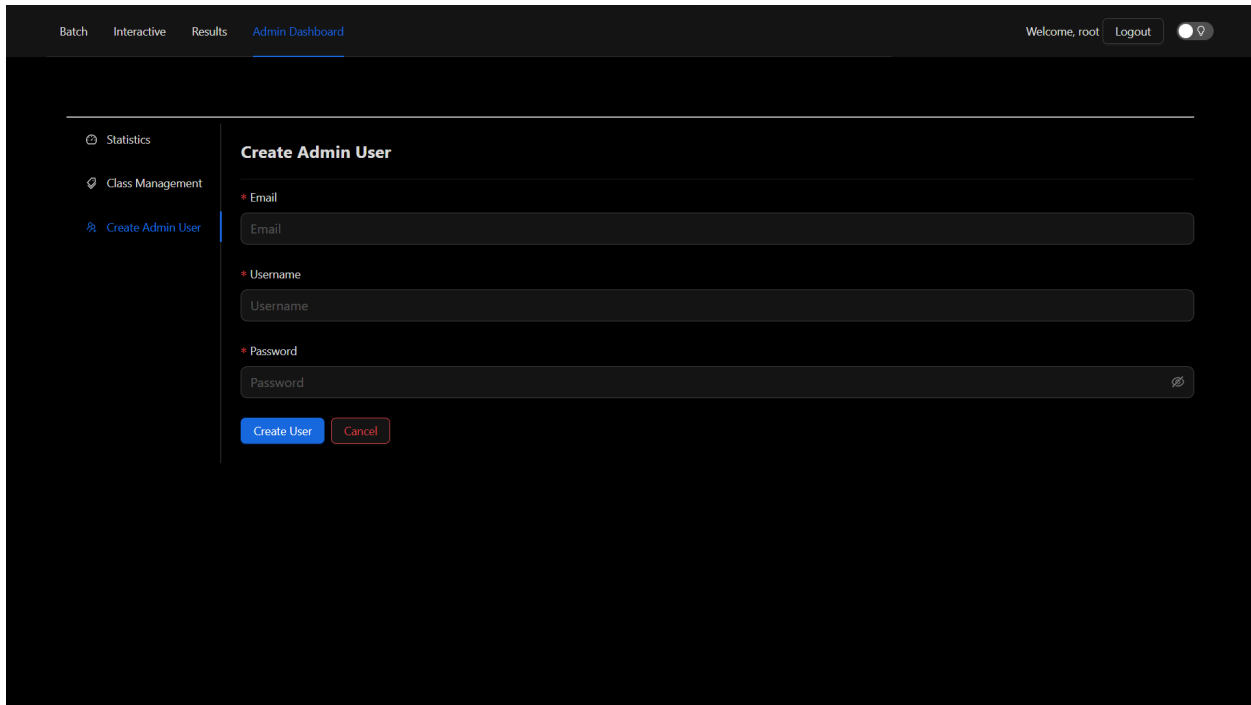 Batch Interactive Results Admin Dashboard Welcome, root Logout
Statistics
Class Management
Create Admin User
Create Admin User
* Email
Email
* Username
Username
* Password
Password
Create User Cancel